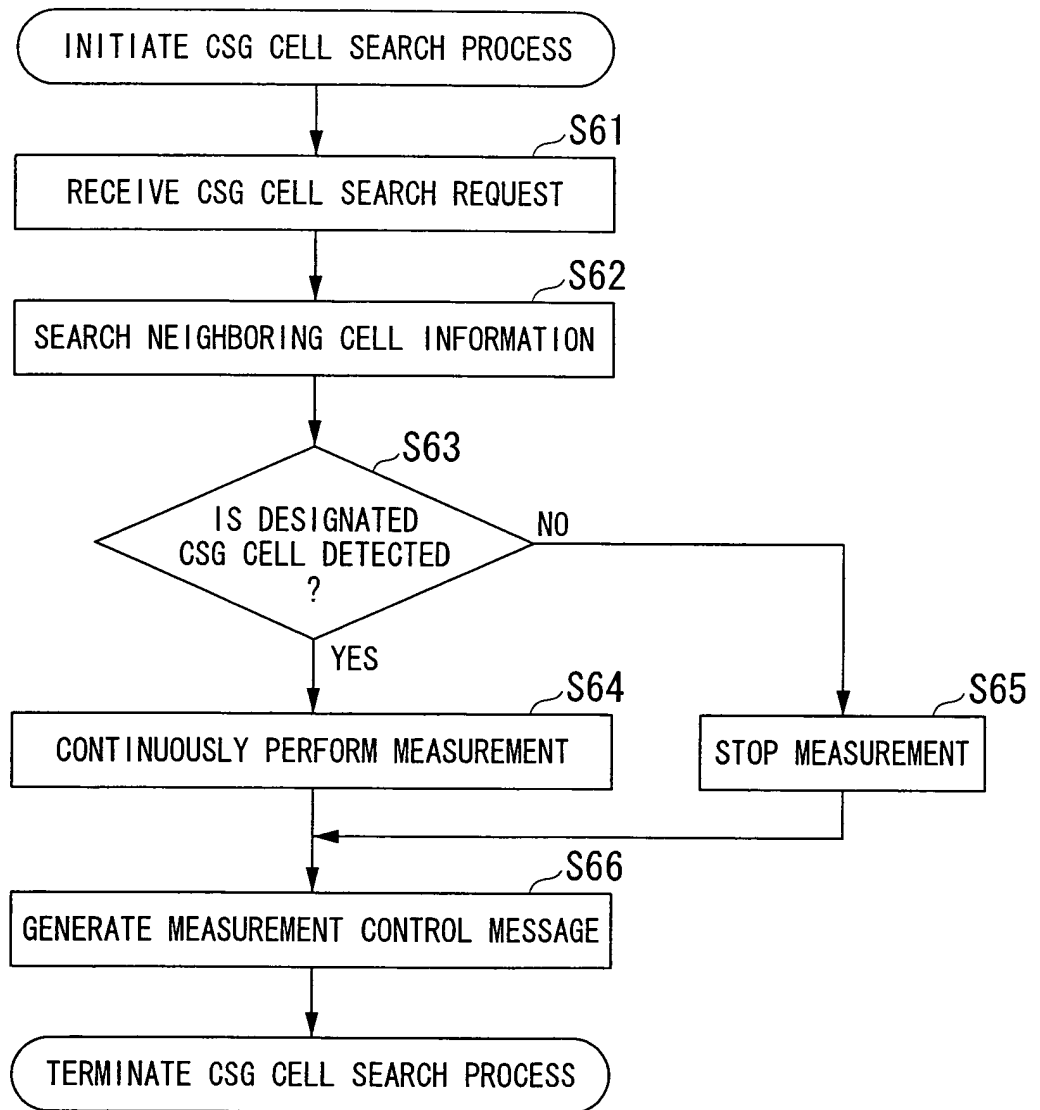 INITIATE CSG CELL SEARCH PROCESS
S61
RECEIVE CSG CELL SEARCH REQUEST
S62
SEARCH NEIGHBORING CELL INFORMATION
S63
IS DESIGNATED
CSG CELL DETECTED
?
NO
YES
S64
CONTINUOUSLY PERFORM MEASUREMENT
S65
STOP MEASUREMENT
S66
GENERATE MEASUREMENT CONTROL MESSAGE
TERMINATE CSG CELL SEARCH PROCESS